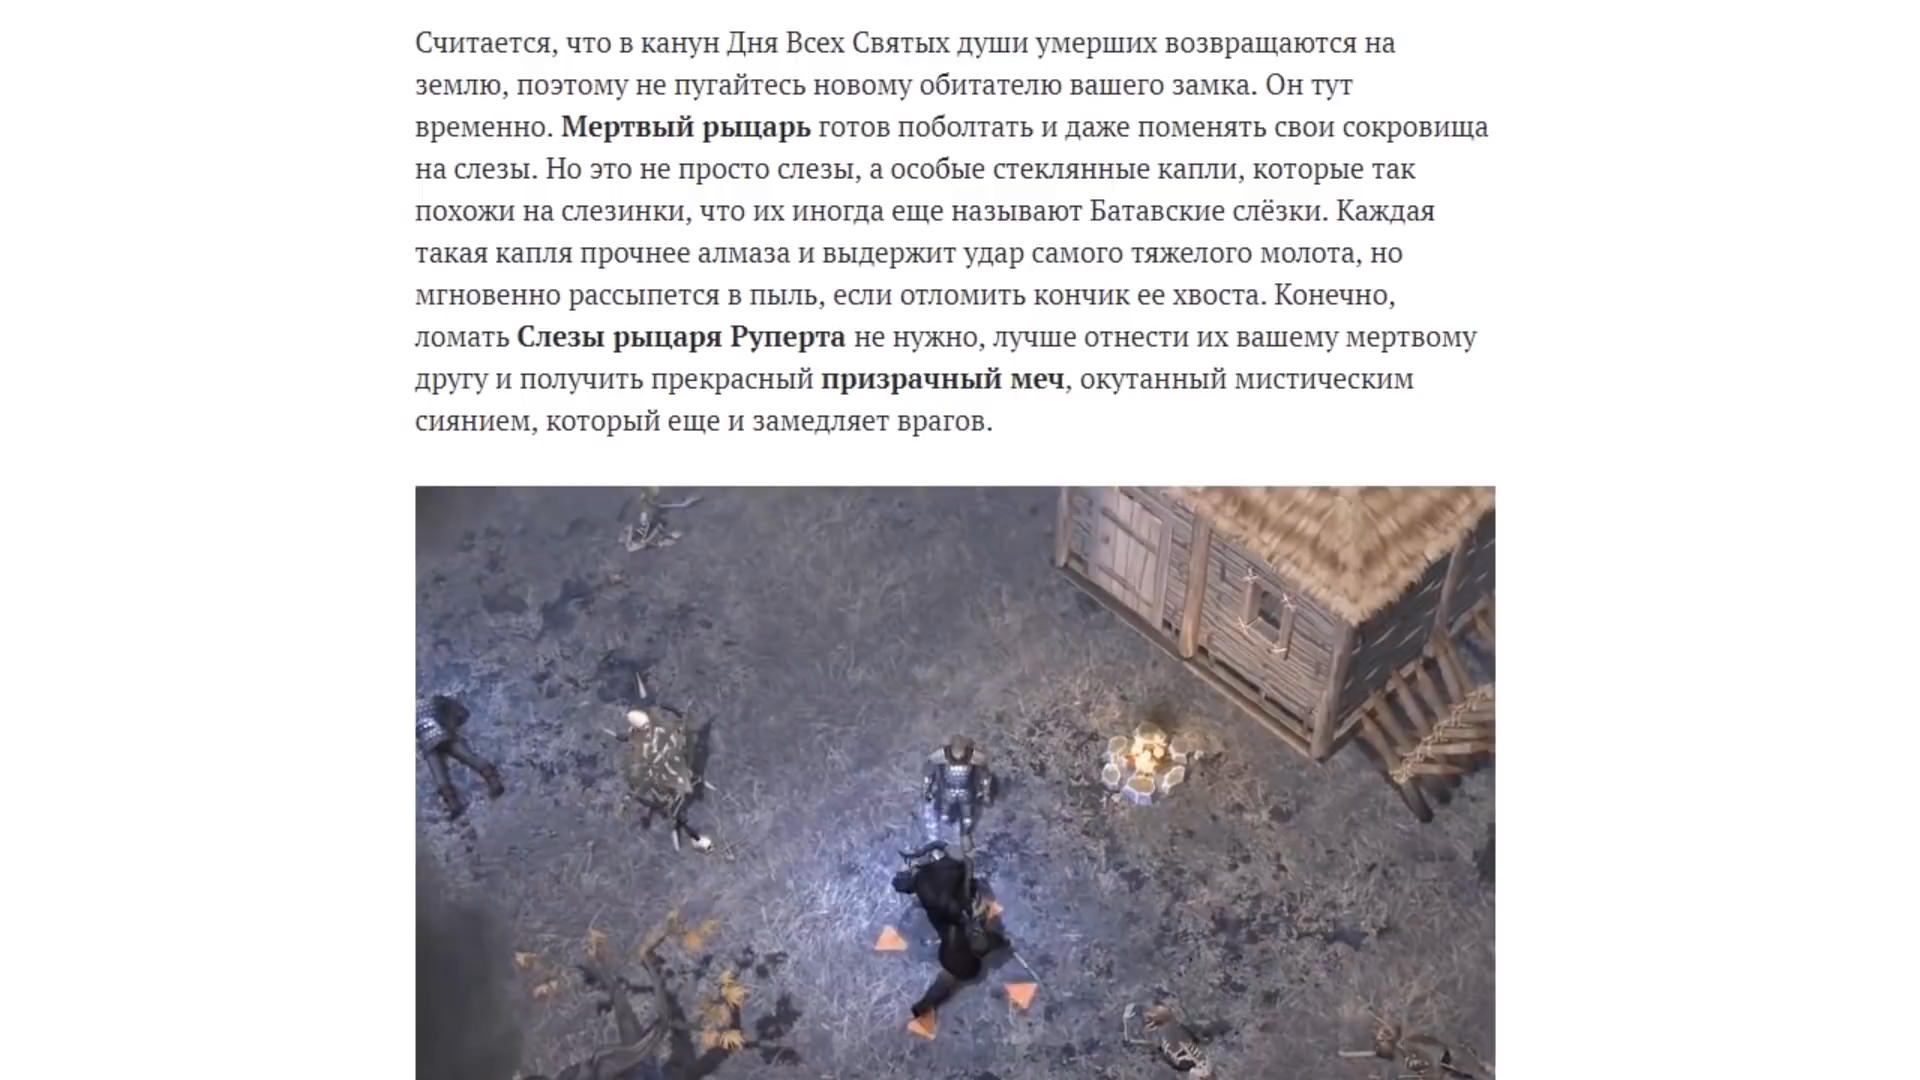 Считается, что в канун Дня Всех Святых души умерших возвращаются на
землю, поэтому не пугайтесь новому обитателю вашего замка. Он тут
временно. Мертвый рыцарь готов поболтать и даже поменять свои сокровища
на слезы. Но это не просто слезы, а особые стеклянные капли, которые так
похожи на слезинки, что их иногда еще называют Батавские слёзки. Каждая
такая капля прочнее алмаза и выдержит удар самого тяжелого молота, но
мгновенно рассыпется в пыль, если отломить кончик ее хвоста. Конечно,
ломать Слезы рыцаря Руперта не нужно, лучше отнести их вашему мертвому
другу и получить прекрасный призрачный меч, окутанный мистическим
сиянием, который еще и замедляет врагов.